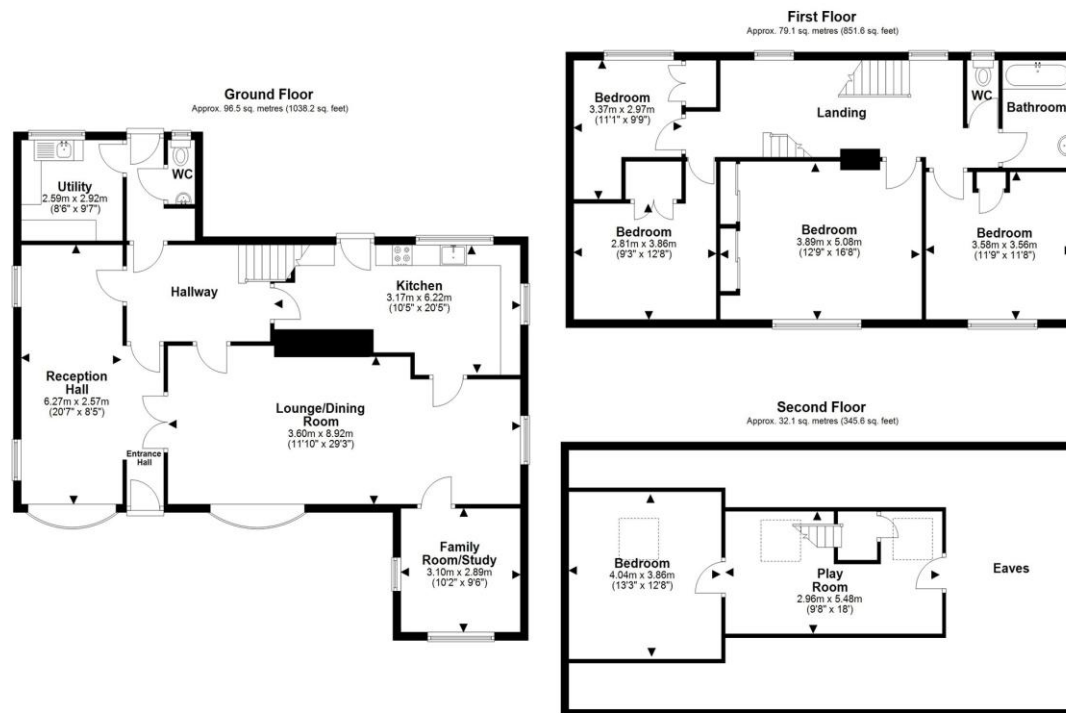 Ground Floor
Approx. 96.5 sq. metres (1038.2 sq. feet)
Utility
2.59m x 2.92m
(8'6" x 9'7")
WC
Hallway
Kitchen
3.17m x 6.22m
(10'5" x 20'5")
Reception
Hall
6.27m x 2.57m
(20'7" x 8'5")
Lounge/Dining
Room
3.60m x 8.92m
(11'10" x 29'3")
Entrance
Hall
Family
Room/Study
3.10m x 2.89m
(10'2" x 9'6")
First Floor
Approx. 79.1 sq. metres (851.6 sq. feet)
Bedroom
3.37m x 2.97m
(11'1" x 9'9")
Landing
WC
Bathroom
Bedroom
2.81m x 3.86m
(9'3" x 12'8")
Bedroom
3.89m x 5.08m
(12'9" x 16'8")
Bedroom
3.58m x 3.56m
(11'9" x 11'8")
Second Floor
Approx. 32.1 sq. metres (345.6 sq. feet)
Bedroom
4.04m x 3.86m
(13'3" x 12'8")
Play
Room
2.96m x 5.48m
(9'8" x 18')
Eaves